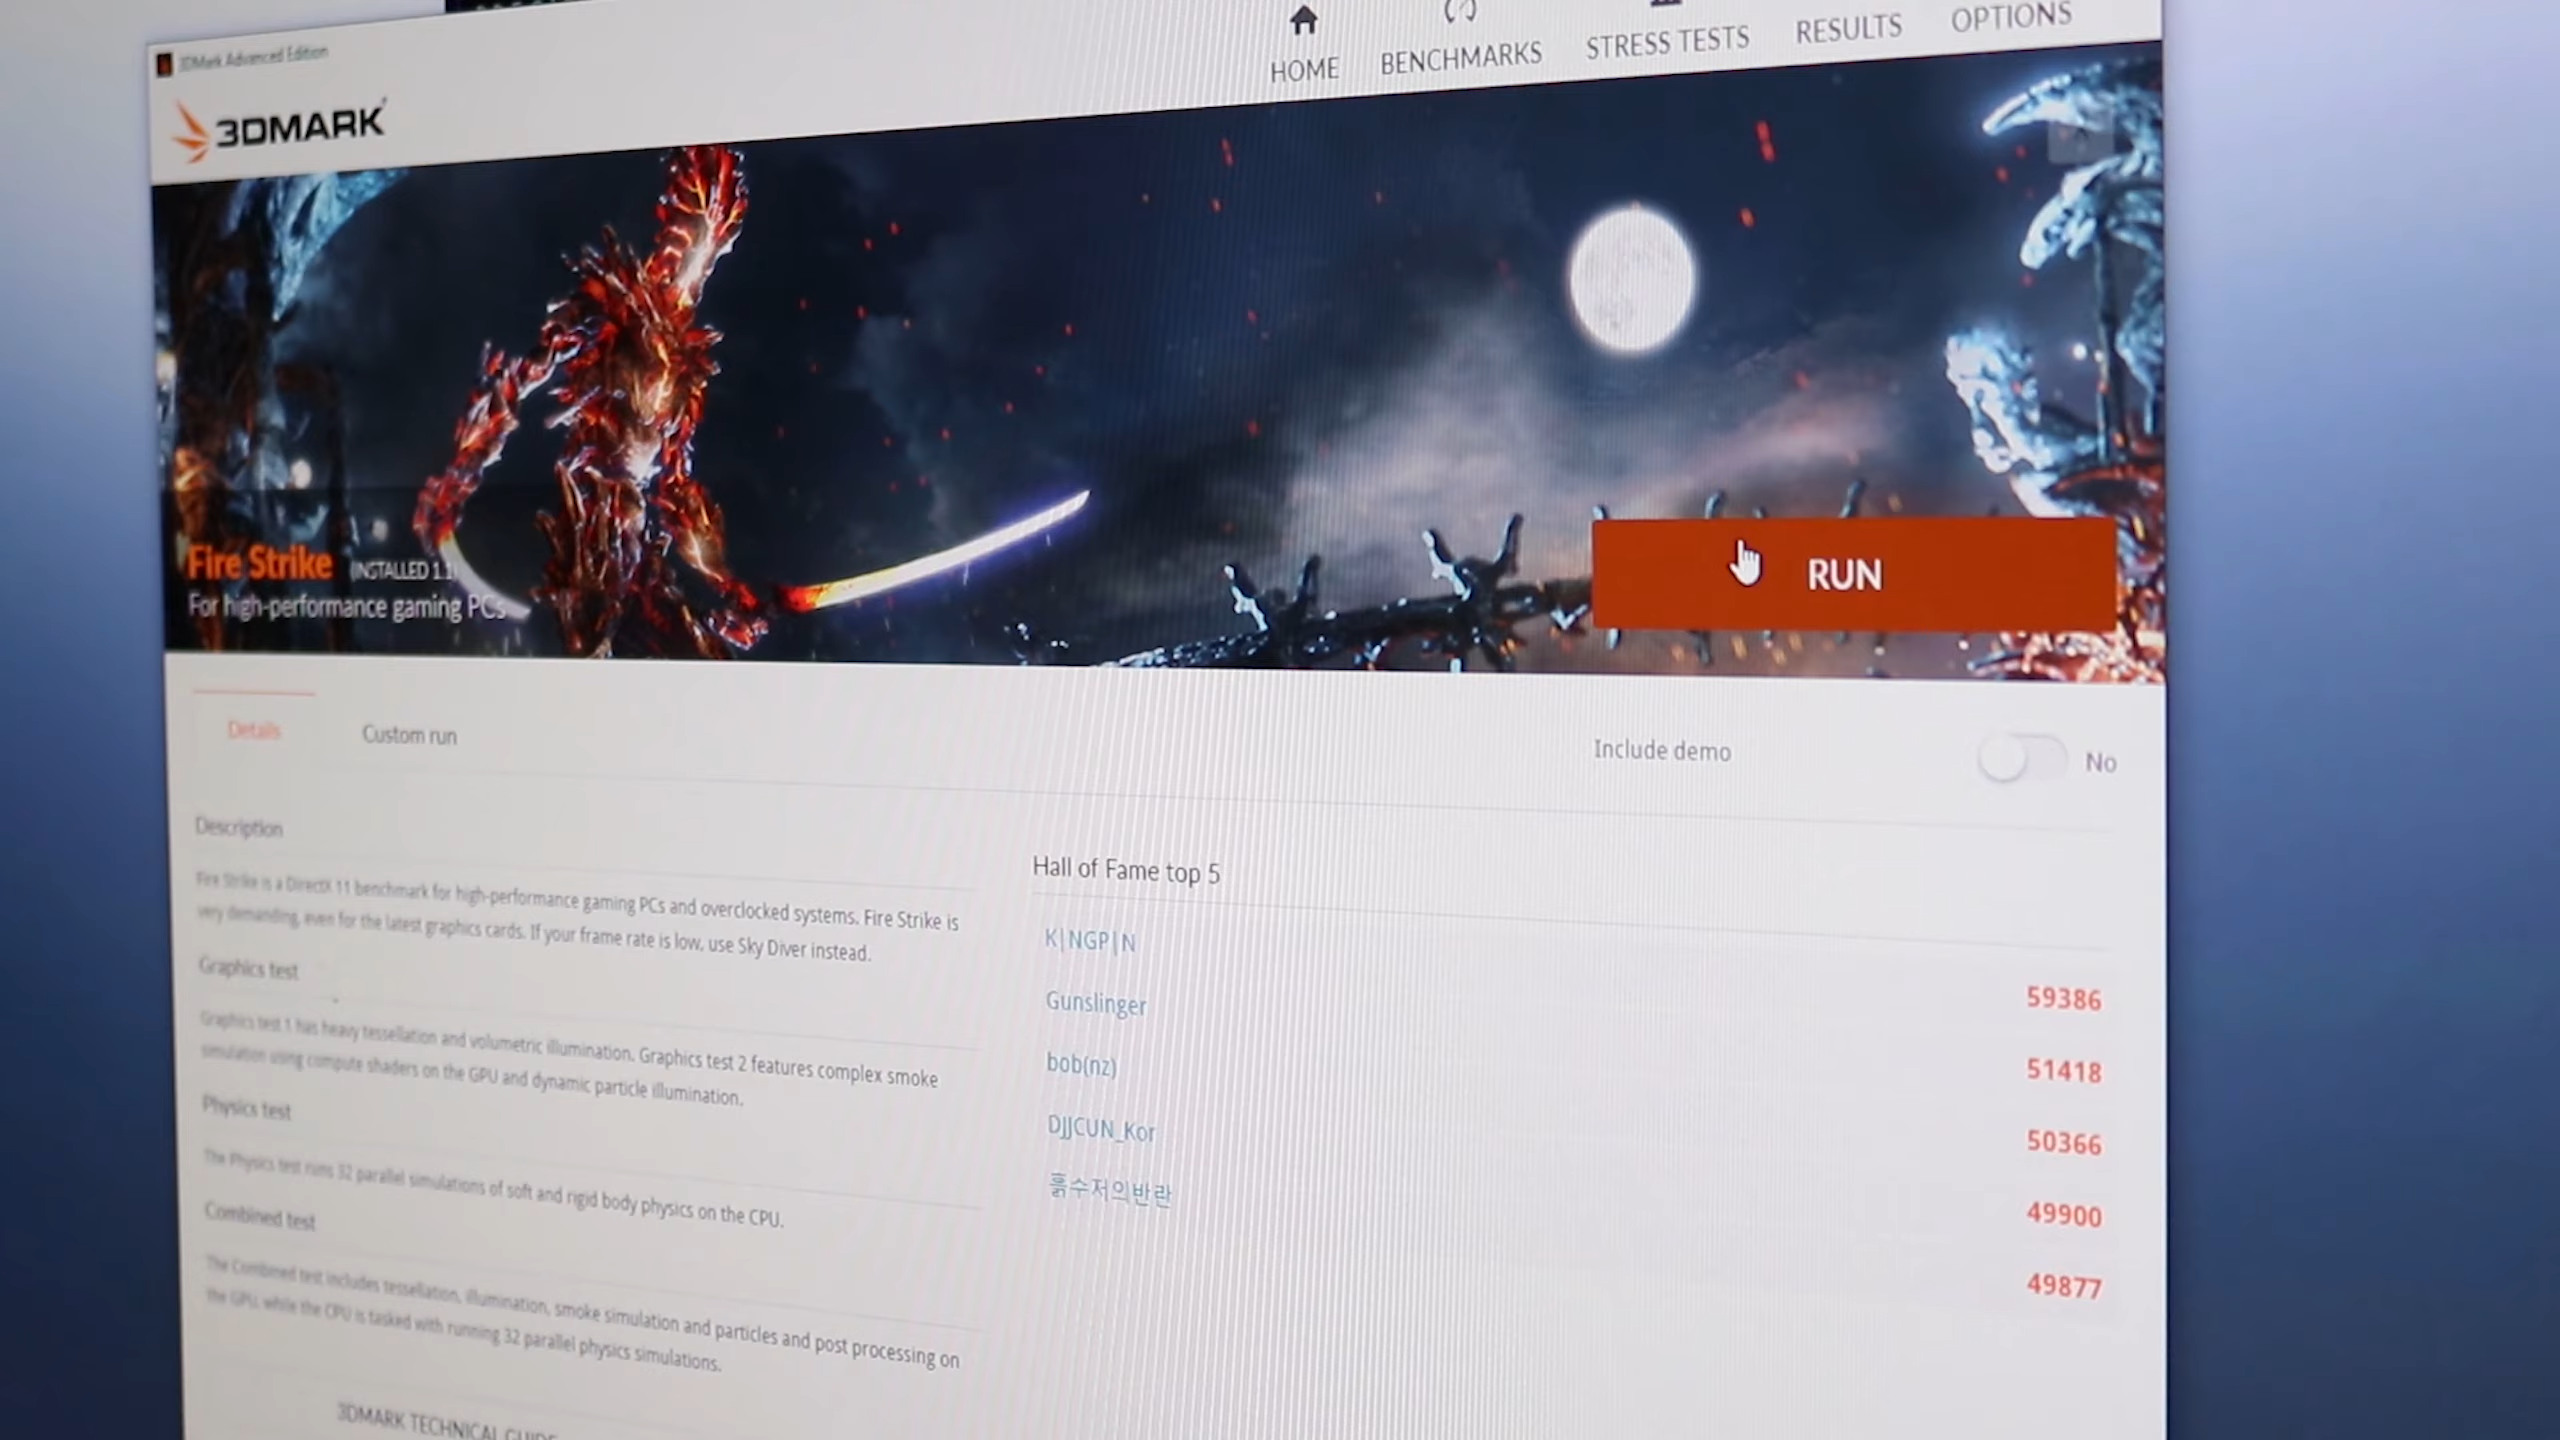 3DMark Advanced Edition
3DMARK
HOME
BENCHMARKS
STRESS TESTS
RESULTS
OPTIONS
Fire Strike (INSTALLED 1.1)
For high-performance gaming PCs
RUN
Details
Custom run
Include demo
No
Description
Fire Strike is a DirectX 11 benchmark for high-performance gaming PCs and overclocked systems. Fire Strike is
very demanding, even for the latest graphics cards. If your frame rate is low, use Sky Diver instead.
Graphics test
Graphics test 1 has heavy tessellation and volumetric illumination. Graphics test 2 features complex smoke
simulation using compute shaders on the GPU and dynamic particle illumination.
Physics test
The Physics test runs 32 parallel simulations of soft and rigid body physics on the CPU.
Combined test
The Combined test includes tessellation, illumination, smoke simulation and particles and post processing on
the GPU, while the CPU is tasked with running 32 parallel physics simulations.
3DMARK TECHNICAL GUIDE
Hall of Fame top 5
K|NGP|N
59386
Gunslinger
51418
bob(nz)
50366
DJJCUN_Kor
49900
흙수저의반란
49877